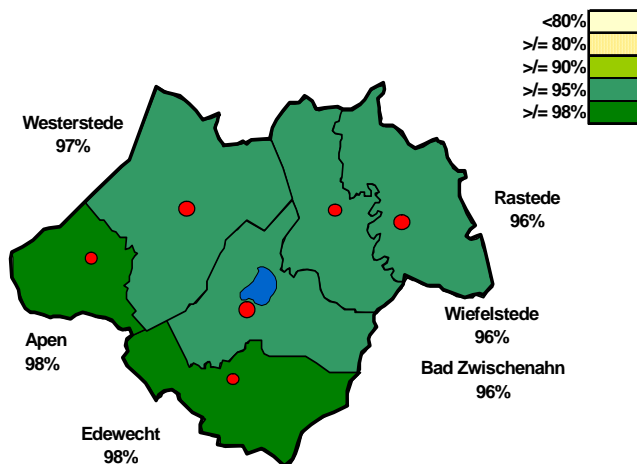 <80%
>/= 80%
>/= 90%
>/= 95%
>/= 98%
Westerstede
97%
Rastede
96%
Wiefelstede
96%
Apen
98%
Bad Zwischenahn
96%
Edewecht
98%